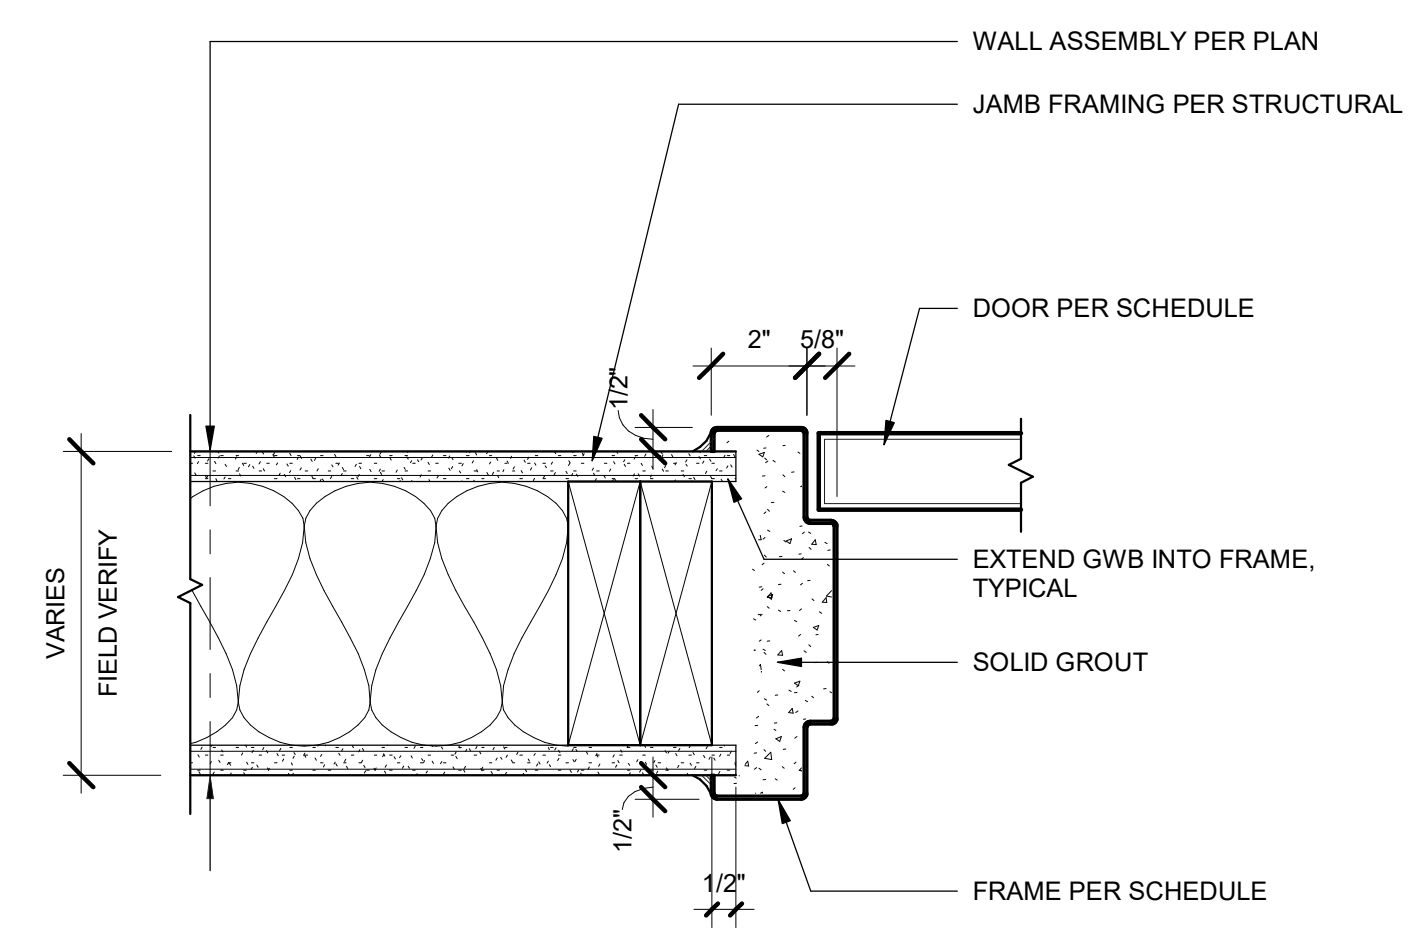 WALL ASSEMBLY PER PLAN
JAMB FRAMING PER STRUCTURAL
DOOR PER SCHEDULE
2"
5/8"
1/2"
EXTEND GWB INTO FRAME,
TYPICAL
VARIES
FIELD VERIFY
SOLID GROUT
1/2"
1/2"
FRAME PER SCHEDULE